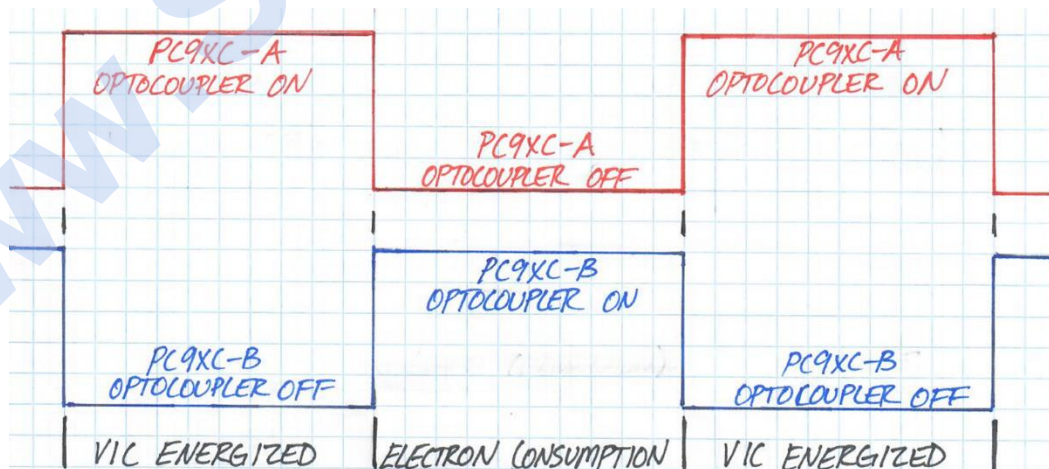 PC9XC-A
OPTOCOUPLER ON
PC9XC-A
OPTOCOUPLER ON
PC9XC-A
OPTOCOUPLER OFF
PC9XC-B
OPTOCOUPLER ON
PC9XC-B
OPTOCOUPLER OFF
PC9XC-B
OPTOCOUPLER OFF
VIC ENERGIZED
ELECTRON CONSUMPTION
VIC ENERGIZED